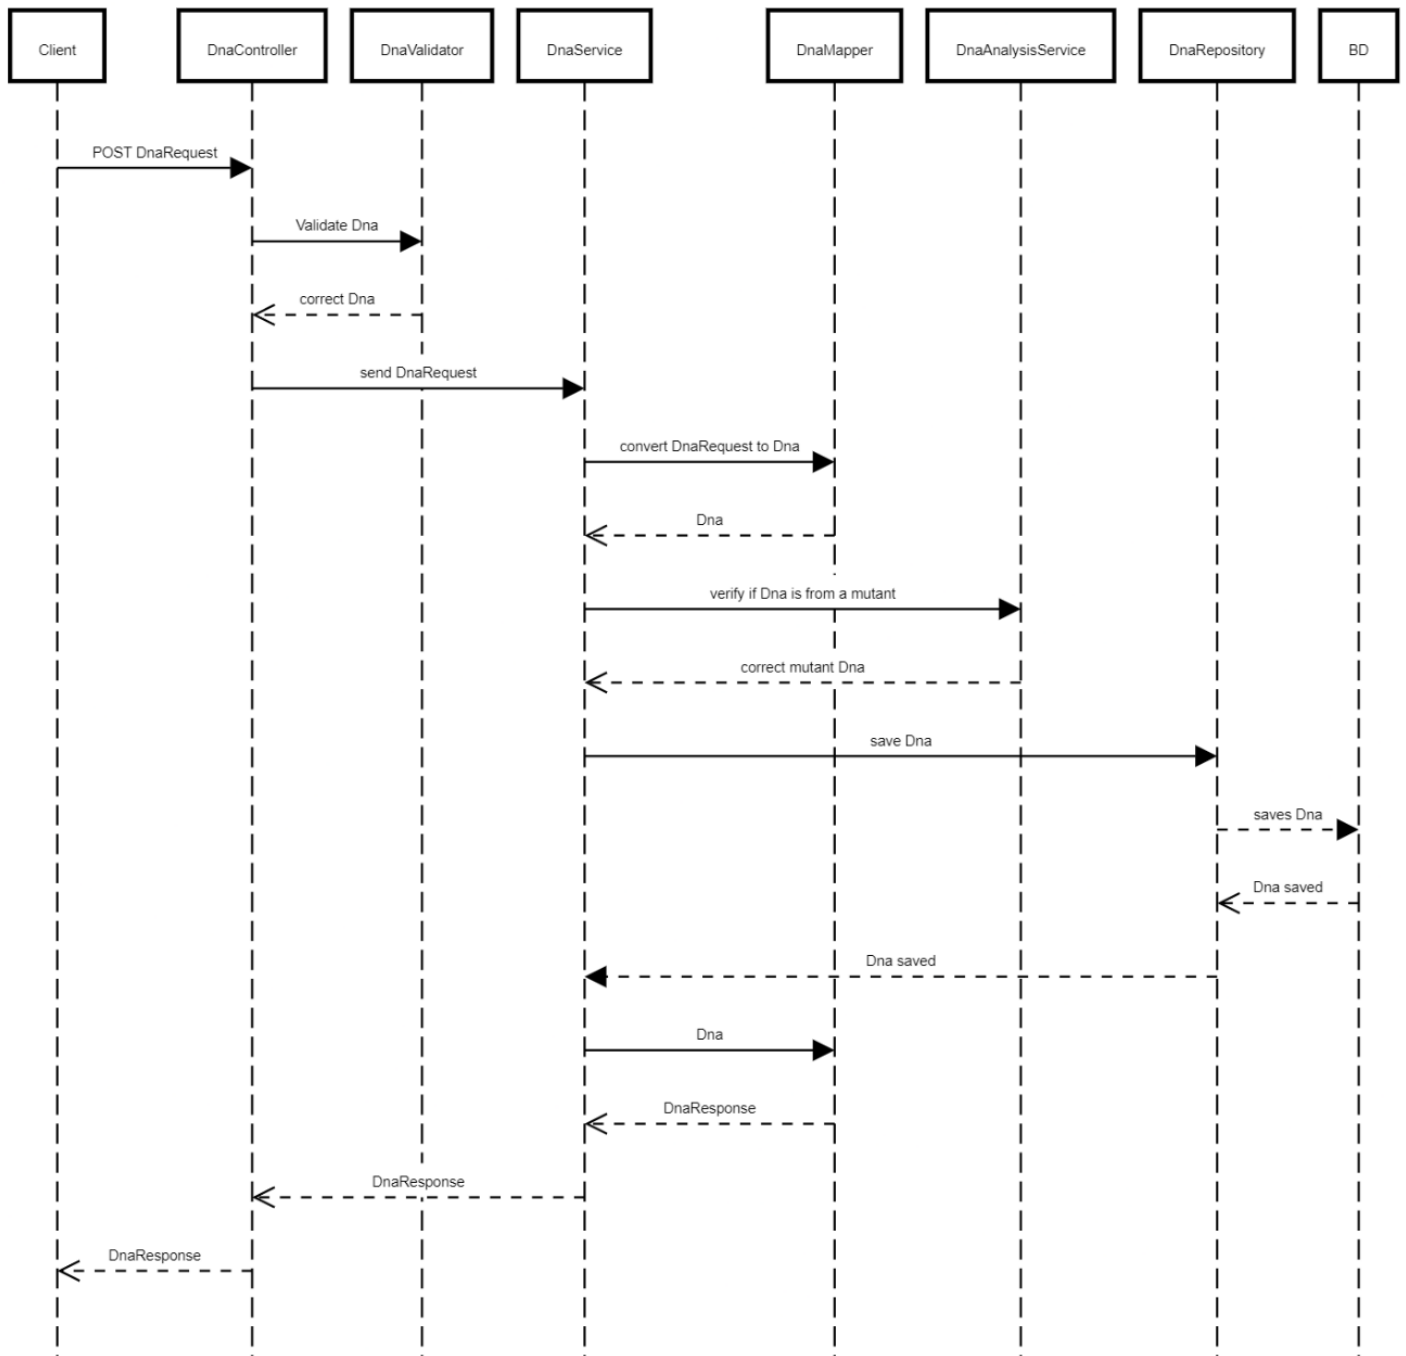 Client
DnaController
DnaValidator
DnaService
DnaMapper
DnaAnalysisService
DnaRepository
BD
POST DnaRequest
Validate Dna
correct Dna
send DnaRequest
convert DnaRequest to Dna
Dna
verify if Dna is from a mutant
correct mutant Dna
save Dna
saves Dna
Dna saved
Dna saved
Dna
DnaResponse
DnaResponse
DnaResponse